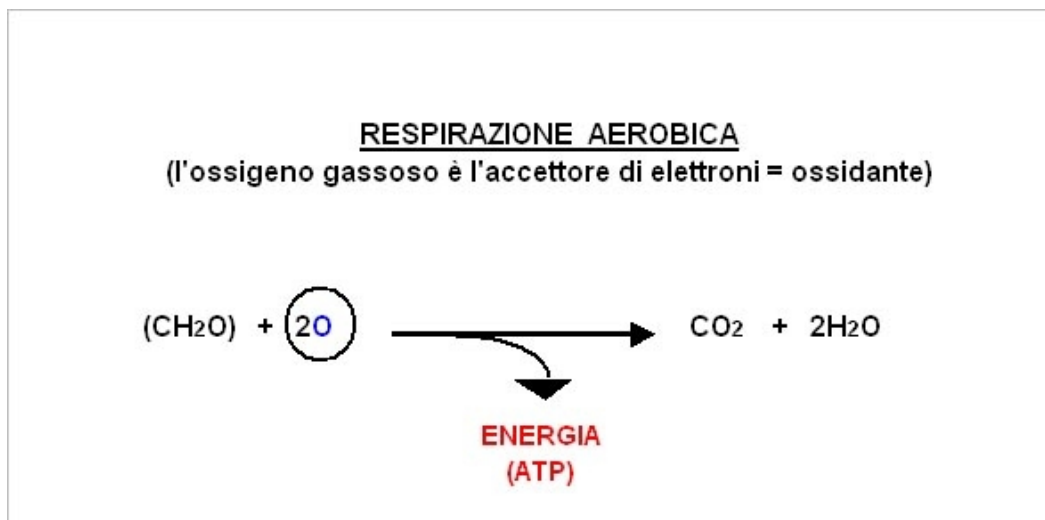 RESPIRAZIONE AEROBICA
(l'ossigeno gassoso è l'accettore di elettroni = ossidante)
(CH2O) + 2O CO2 + 2H2O
ENERGIA
(ATP)